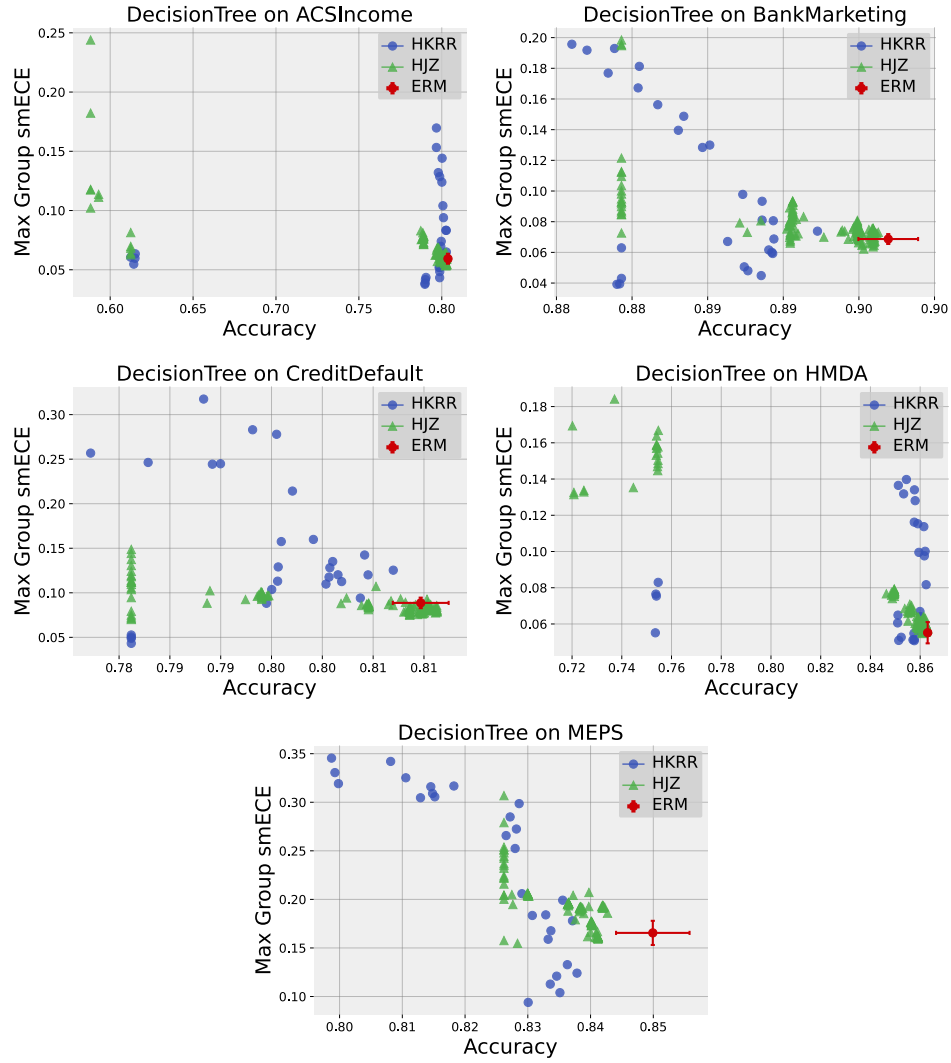 DecisionTree on ACSIncome
Max Group smECE
0.25
0.20
0.15
0.10
0.05
HKRR
HJZ
ERM
0.60 0.65 0.70 0.75 0.80
Accuracy
DecisionTree on BankMarketing
Max Group smECE
0.20
0.18
0.16
0.14
0.12
0.10
0.08
0.06
0.04
HKRR
HJZ
ERM
0.88 0.88 0.89 0.89 0.90 0.90
Accuracy
DecisionTree on CreditDefault
Max Group smECE
0.30
0.25
0.20
0.15
0.10
0.05
HKRR
HJZ
ERM
0.78 0.79 0.79 0.80 0.80 0.81 0.81
Accuracy
DecisionTree on HMDA
Max Group smECE
0.18
0.16
0.14
0.12
0.10
0.08
0.06
HKRR
HJZ
ERM
0.72 0.74 0.76 0.78 0.80 0.82 0.84 0.86
Accuracy
DecisionTree on MEPS
Max Group smECE
0.35
0.30
0.25
0.20
0.15
0.10
HKRR
HJZ
ERM
0.80 0.81 0.82 0.83 0.84 0.85
Accuracy